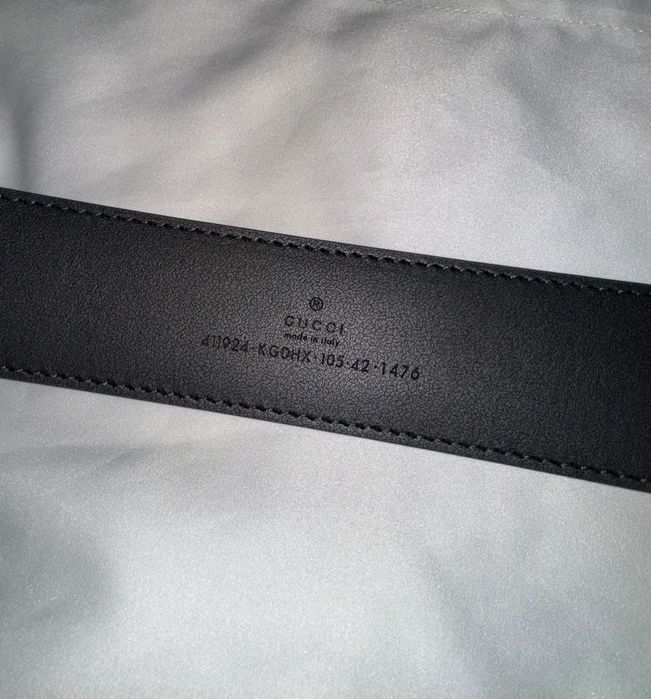 ®
GUCCI
made in italy
411924·KGDHX·105·42·1476